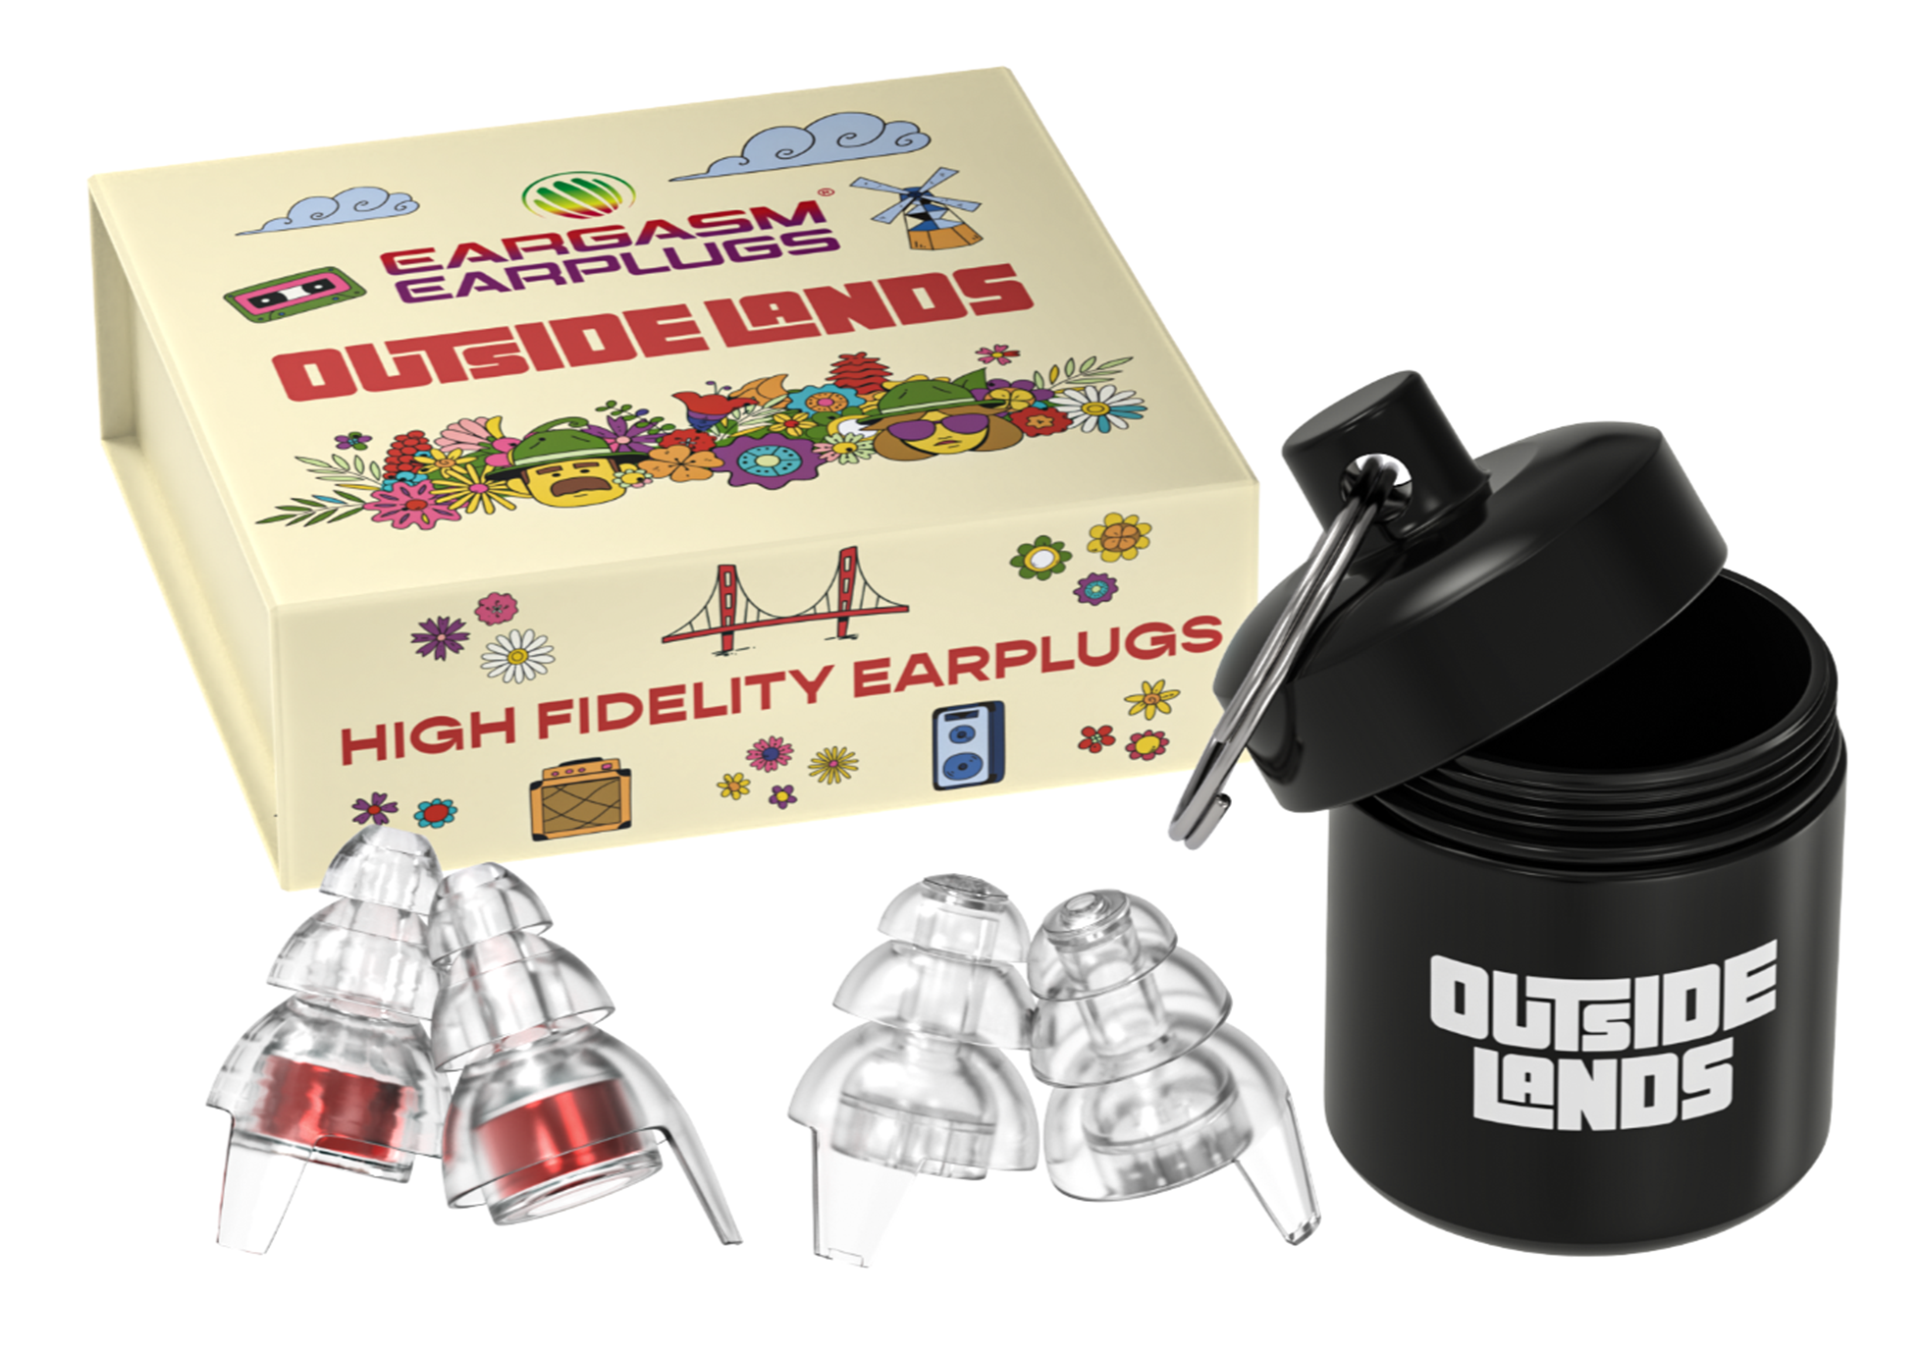 EARGASM®
EARPLUGS
OUTSIDE LANDS
HIGH FIDELITY EARPLUGS
OUTSIDE
LANDS